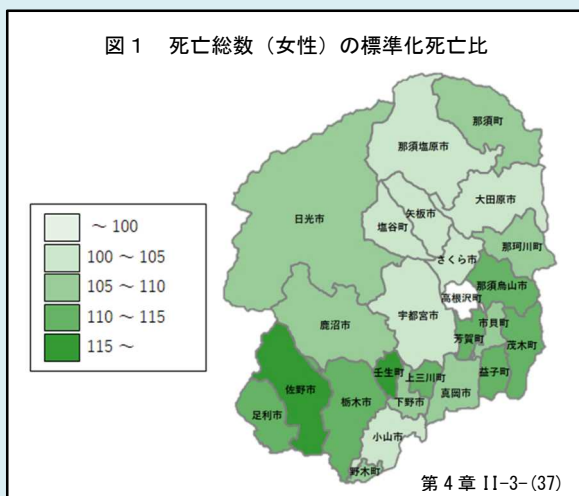 図１　死亡総数（女性）の標準化死亡比
～ 100
100 ～ 105
105 ～ 110
110 ～ 115
115 ～
那須町
那須塩原市
大田原市
日光市
矢板市
塩谷町
那珂川町
さくら市
那須烏山市
高根沢町
宇都宮市
市貝町
鹿沼市
芳賀町
茂木町
壬生町
上三川町
益子町
佐野市
栃木市
下野市
真岡市
足利市
小山市
野木町
第４章 II-3-(37)